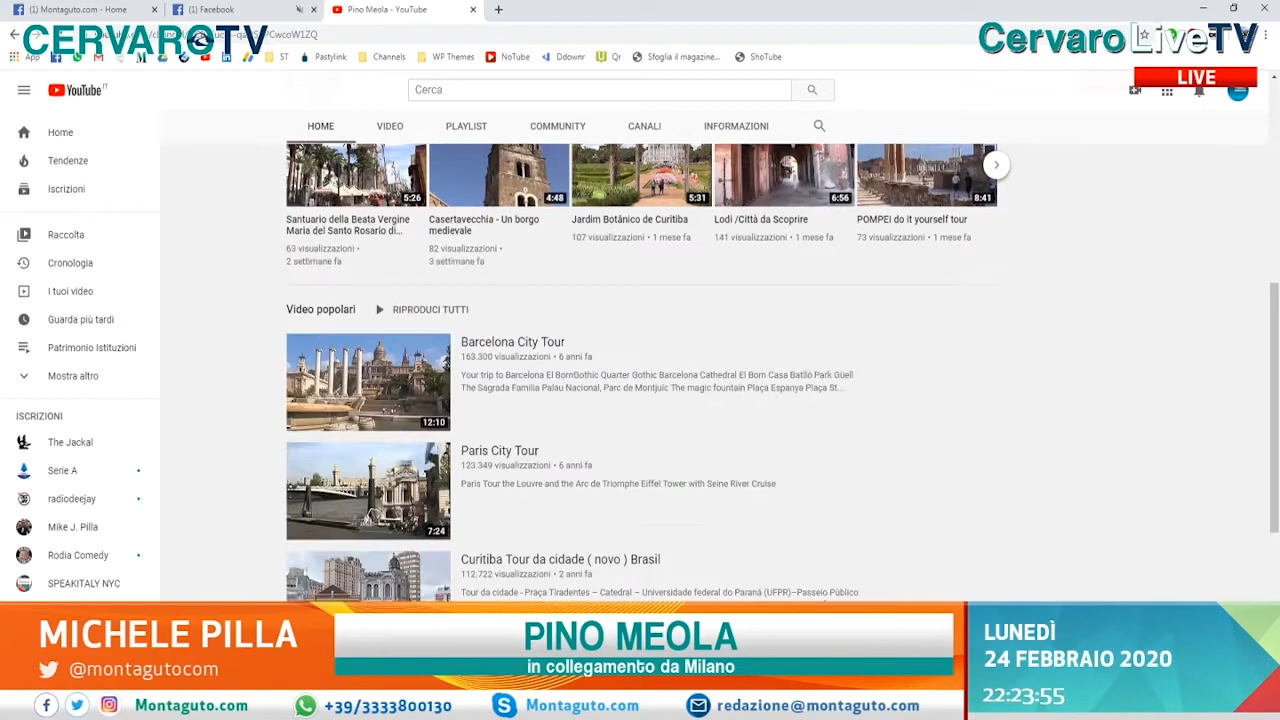 (1) Montaguto.com - Home
(1) Facebook
Pino Meola - YouTube
CERVARO TV
CervaroLiveTV
LIVE
App
ST
Pastylink
Channels
WP Themes
NoTube
Ddownr
Qr
Sfoglia il magazine...
ShoTube
YouTube IT
Cerca
Home
Tendenze
Iscrizioni
Raccolta
Cronologia
I tuoi video
Guarda più tardi
Patrimonio Istituzioni
Mostra altro
ISCRIZIONI
The Jackal
Serie A
radiodeejay
Mike J. Pilla
Rodia Comedy
SPEAKITALY NYC
HOME
VIDEO
PLAYLIST
COMMUNITY
CANALI
INFORMAZIONI
5:26
4:48
5:31
6:56
8:41
Santuario della Beata Vergine
Maria del Santo Rosario di...
63 visualizzazioni •
2 settimane fa
Casertavecchia - Un borgo
medievale
82 visualizzazioni •
3 settimane fa
Jardim Botânico de Curitiba
107 visualizzazioni • 1 mese fa
Lodi /Città da Scoprire
141 visualizzazioni • 1 mese fa
POMPEI do it yourself tour
73 visualizzazioni • 1 mese fa
Video popolari
RIPRODUCI TUTTI
12:10
Barcelona City Tour
163.300 visualizzazioni • 6 anni fa
Your trip to Barcelona El BornGothic Quarter Gothic Barcelona Cathedral El Born Casa Batlló Park Güell
The Sagrada Familia Palau Nacional, Parc de Montjuïc The magic fountain Plaça Espanya Plaça St...
7:24
Paris City Tour
123.349 visualizzazioni • 6 anni fa
Paris Tour the Louvre and the Arc de Triomphe Eiffel Tower with Seine River Cruise
Curitiba Tour da cidade ( novo ) Brasil
112.722 visualizzazioni • 2 anni fa
Tour da cidade - Praça Tiradentes – Catedral – Universidade federal do Paraná (UFPR)–Passeio Público
MICHELE PILLA
@montagutocom
PINO MEOLA
in collegamento da Milano
LUNEDÌ
24 FEBBRAIO 2020
22:23:55
Montaguto.com
+39/3333800130
Montaguto.com
redazione@montaguto.com